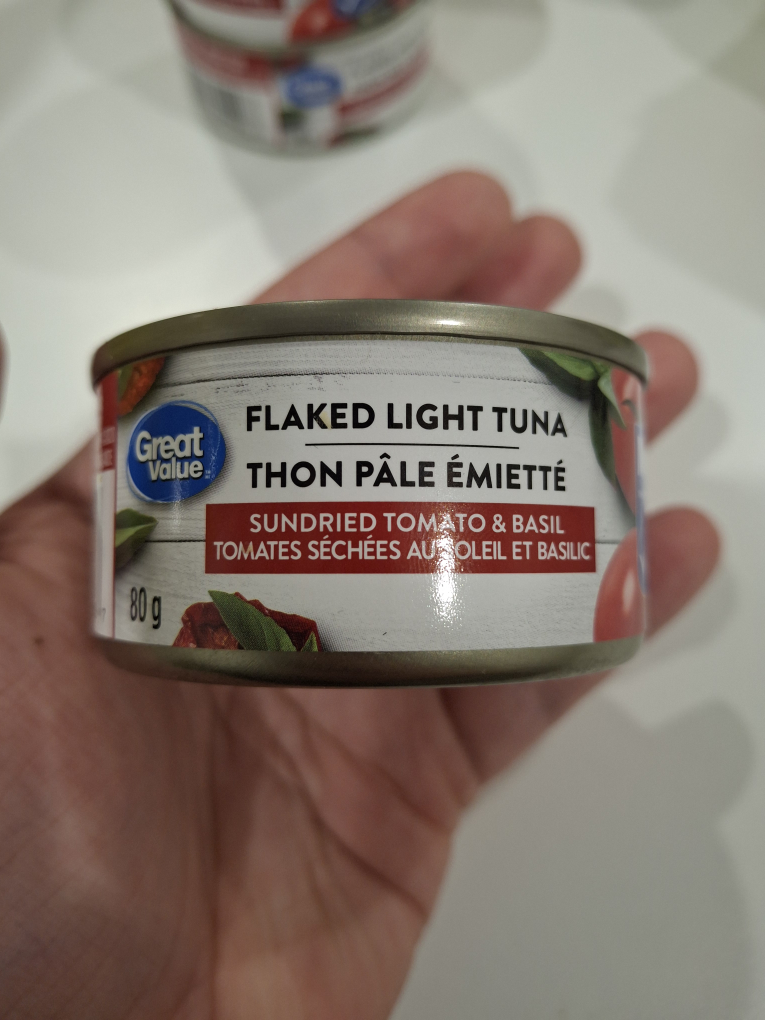 Great
Value
FLAKED LIGHT TUNA
THON PÂLE ÉMIETTÉ
SUNDRIED TOMATO & BASIL
TOMATES SÉCHÉES AU SOLEIL ET BASILIC
80 g